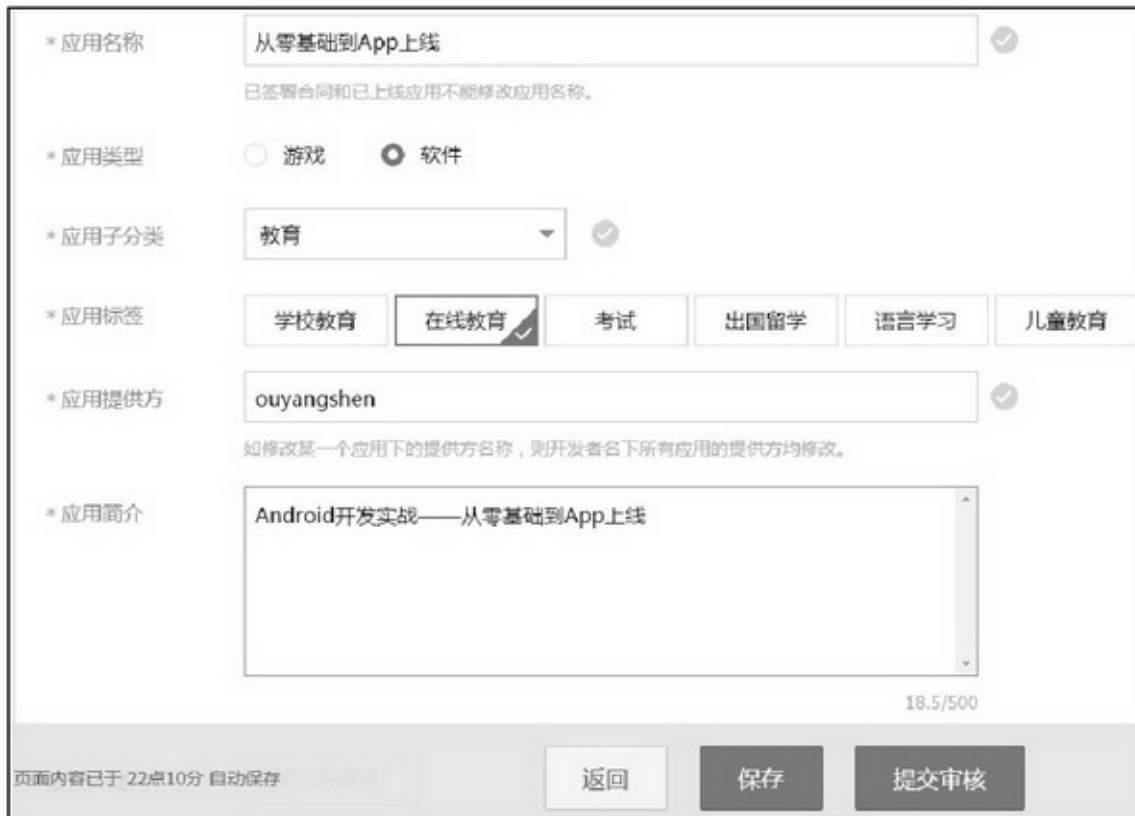 * 应用名称 从零基础到App上线
已签署合同和已上线应用不能修改应用名称。
* 应用类型 游戏 软件
* 应用子分类 教育
* 应用标签 学校教育 在线教育 考试 出国留学 语言学习 儿童教育
* 应用提供方 ouyangshen
如修改某一个应用下的提供方名称，则开发者名下所有应用的提供方均修改。
* 应用简介 Android开发实战——从零基础到App上线
18.5/500
页面内容已于 22点10分 自动保存 返回 保存 提交审核